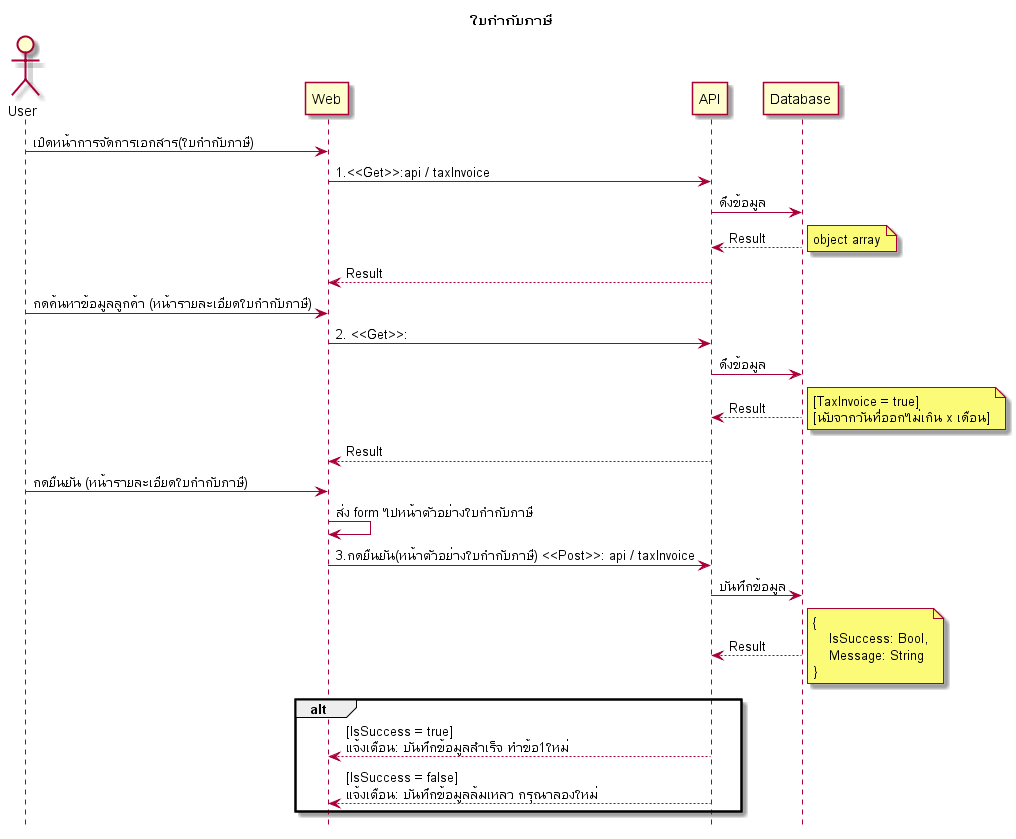 ใบกำกับภาษี
User
Web
API
Database
เปิดหน้าการจัดการเอกสาร(ใบกำกับภาษี)
1.<<Get>>:api / taxInvoice
ดึงข้อมูล
Result
object array
Result
กดค้นหาข้อมูลลูกค้า (หน้ารายละเอียดใบกำกับภาษี)
2. <<Get>>:
ดึงข้อมูล
Result
[TaxInvoice = true]
[นับจากวันที่ออกไม่เกิน x เดือน]
Result
กดยืนยัน (หน้ารายละเอียดใบกำกับภาษี)
ส่ง form ไปหน้าตัวอย่างใบกำกับภาษี
3.กดยืนยัน(หน้าตัวอย่างใบกำกับภาษี) <<Post>>: api / taxInvoice
บันทึกข้อมูล
Result
{
IsSuccess: Bool,
Message: String
}
alt
[IsSuccess = true]
แจ้งเตือน: บันทึกข้อมูลสำเร็จ ทำข้อ1ใหม่
[IsSuccess = false]
แจ้งเตือน: บันทึกข้อมูลล้มเหลว กรุณาลองใหม่